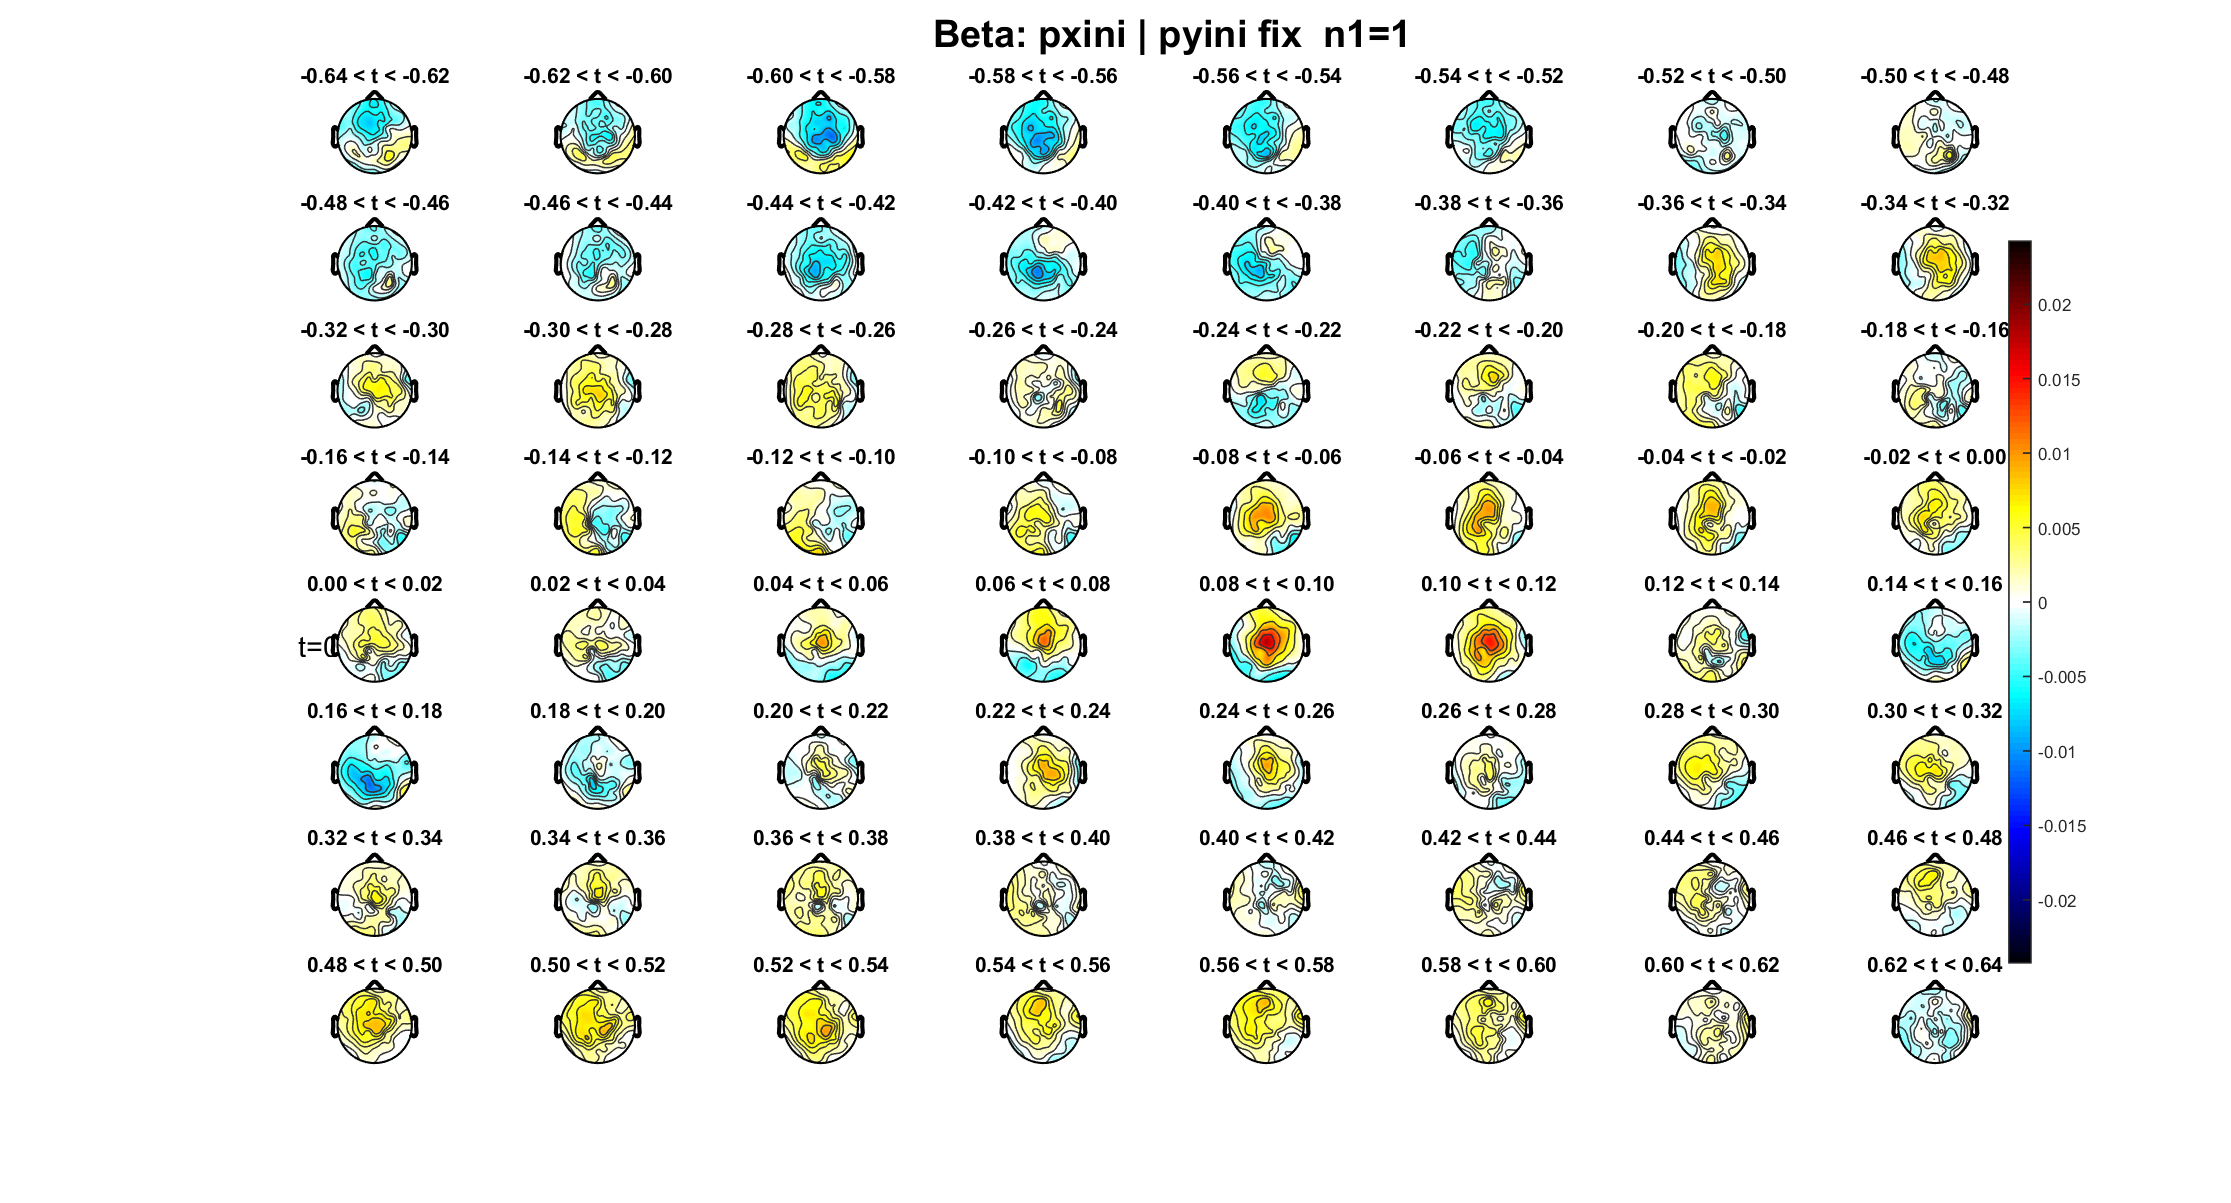 Beta: pxini | pyini fix  n1=1
-0.64 < t < -0.62 -0.62 < t < -0.60 -0.60 < t < -0.58 -0.58 < t < -0.56 -0.56 < t < -0.54 -0.54 < t < -0.52 -0.52 < t < -0.50 -0.50 < t < -0.48
-0.48 < t < -0.46 -0.46 < t < -0.44 -0.44 < t < -0.42 -0.42 < t < -0.40 -0.40 < t < -0.38 -0.38 < t < -0.36 -0.36 < t < -0.34 -0.34 < t < -0.32
-0.32 < t < -0.30 -0.30 < t < -0.28 -0.28 < t < -0.26 -0.26 < t < -0.24 -0.24 < t < -0.22 -0.22 < t < -0.20 -0.20 < t < -0.18 -0.18 < t < -0.16
-0.16 < t < -0.14 -0.14 < t < -0.12 -0.12 < t < -0.10 -0.10 < t < -0.08 -0.08 < t < -0.06 -0.06 < t < -0.04 -0.04 < t < -0.02 -0.02 < t < 0.00
0.00 < t < 0.02 0.02 < t < 0.04 0.04 < t < 0.06 0.06 < t < 0.08 0.08 < t < 0.10 0.10 < t < 0.12 0.12 < t < 0.14 0.14 < t < 0.16
t=0
0.16 < t < 0.18 0.18 < t < 0.20 0.20 < t < 0.22 0.22 < t < 0.24 0.24 < t < 0.26 0.26 < t < 0.28 0.28 < t < 0.30 0.30 < t < 0.32
0.32 < t < 0.34 0.34 < t < 0.36 0.36 < t < 0.38 0.38 < t < 0.40 0.40 < t < 0.42 0.42 < t < 0.44 0.44 < t < 0.46 0.46 < t < 0.48
0.48 < t < 0.50 0.50 < t < 0.52 0.52 < t < 0.54 0.54 < t < 0.56 0.56 < t < 0.58 0.58 < t < 0.60 0.60 < t < 0.62 0.62 < t < 0.64
0.02
0.015
0.01
0.005
0
-0.005
-0.01
-0.015
-0.02